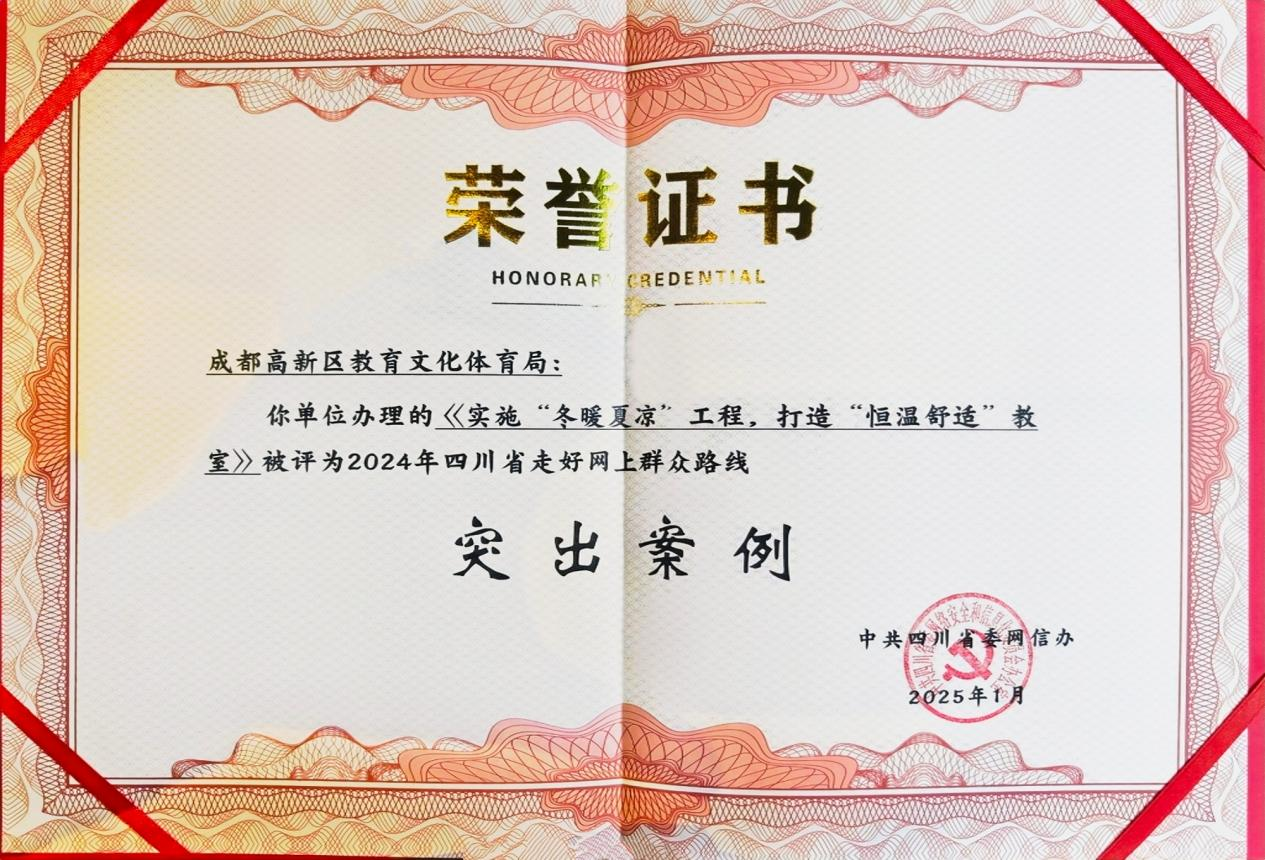 荣誉证书
HONORARY CREDENTIAL
成都高新区教育文化体育局：
你单位办理的《实施“冬暖夏凉”工程，打造“恒温舒适”教
室》被评为2024年四川省走好网上群众路线
突出案例
中共四川省委网信办
2025年1月